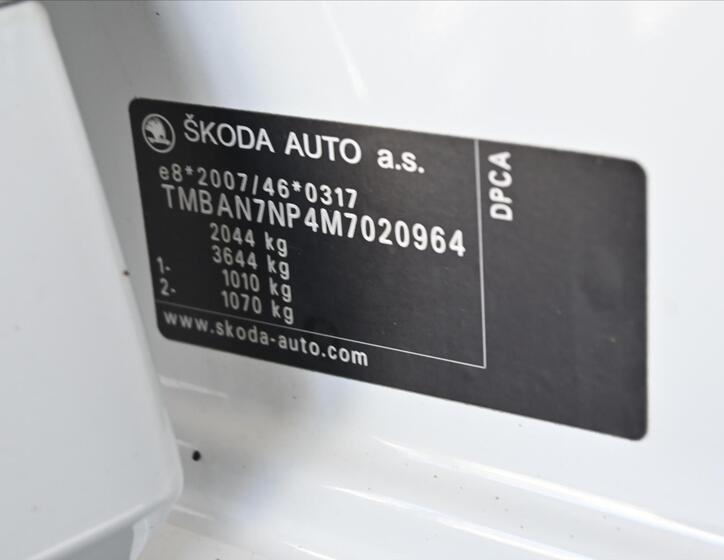 ŠKODA AUTO a.s.
e8*2007/46*0317
TMBAN7NP4M7020964
2044 kg
3644 kg
1- 1010 kg
2- 1070 kg
www.skoda-auto.com
DPCA